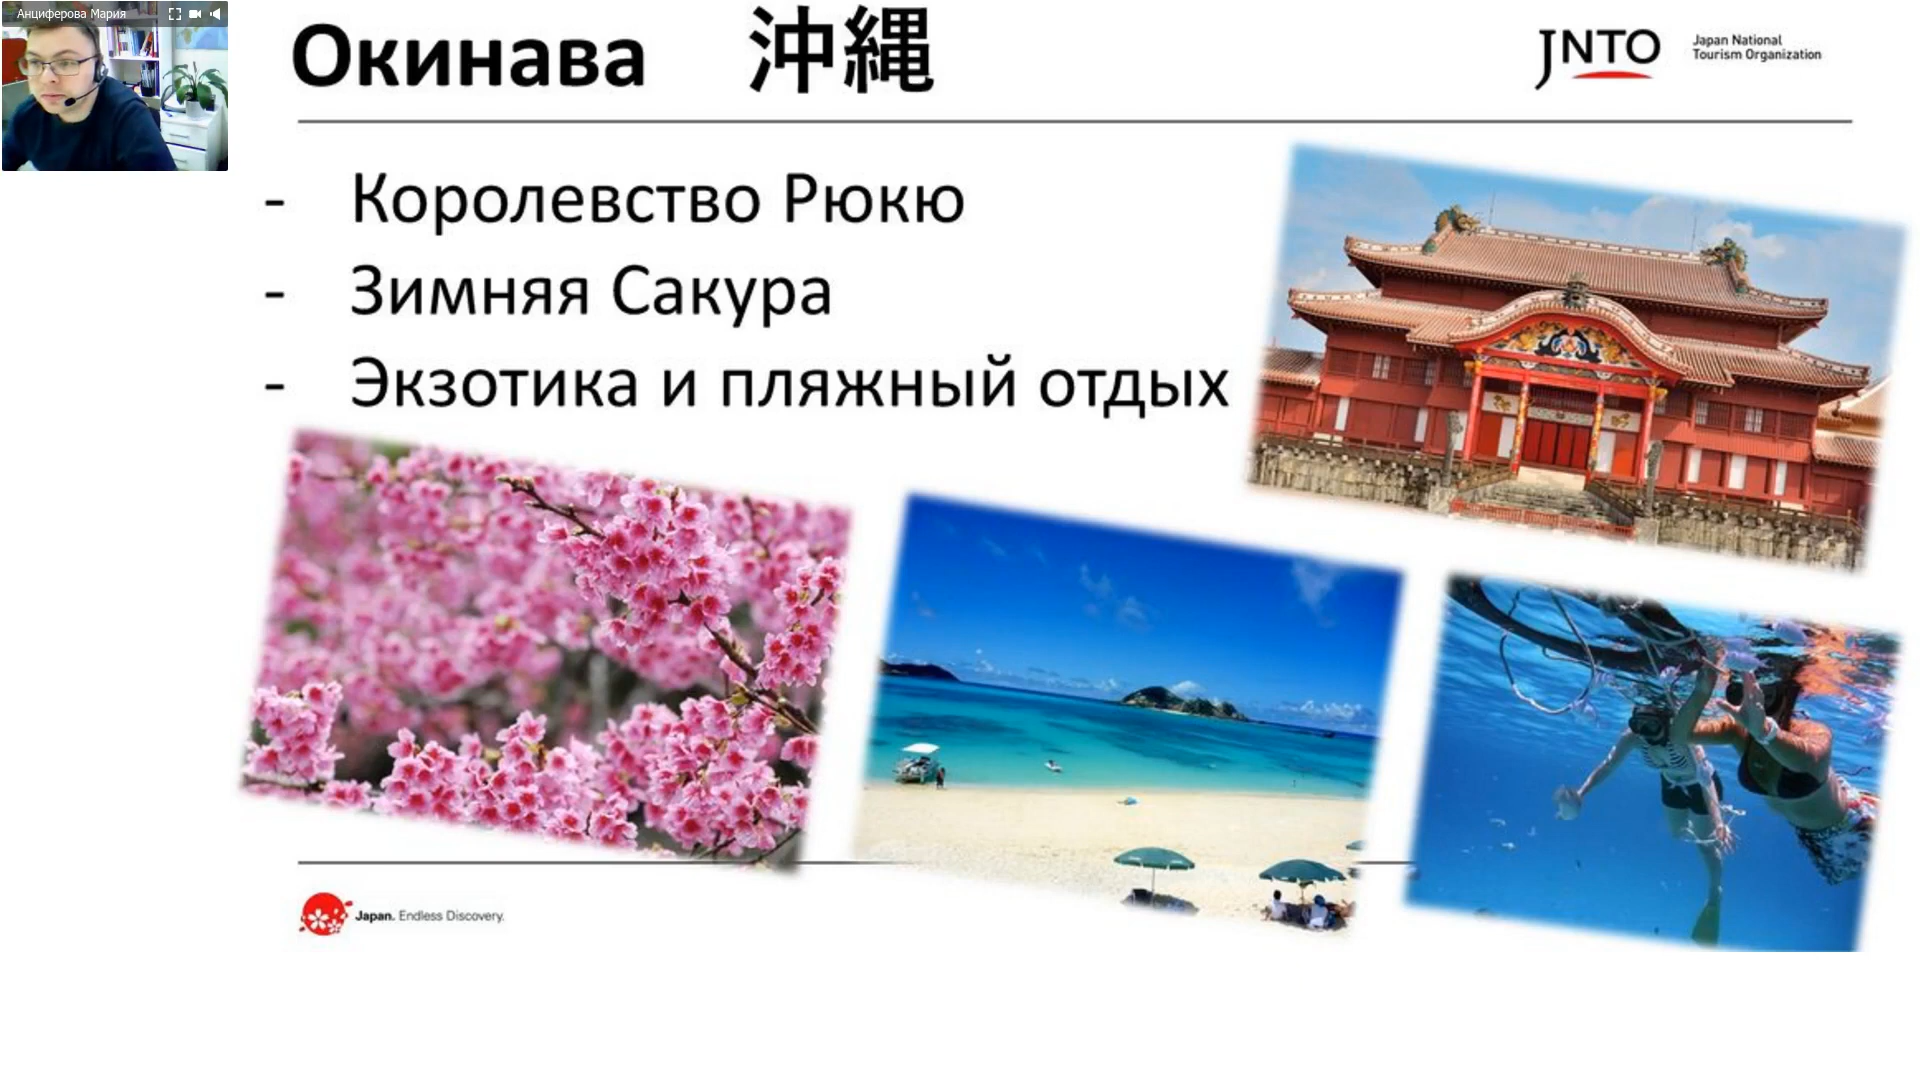 Анциферова Мария
Окинава 沖縄
JNTO Japan National
Tourism Organization
- Королевство Рюкю
- Зимняя Сакура
- Экзотика и пляжный отдых
Japan. Endless Discovery.